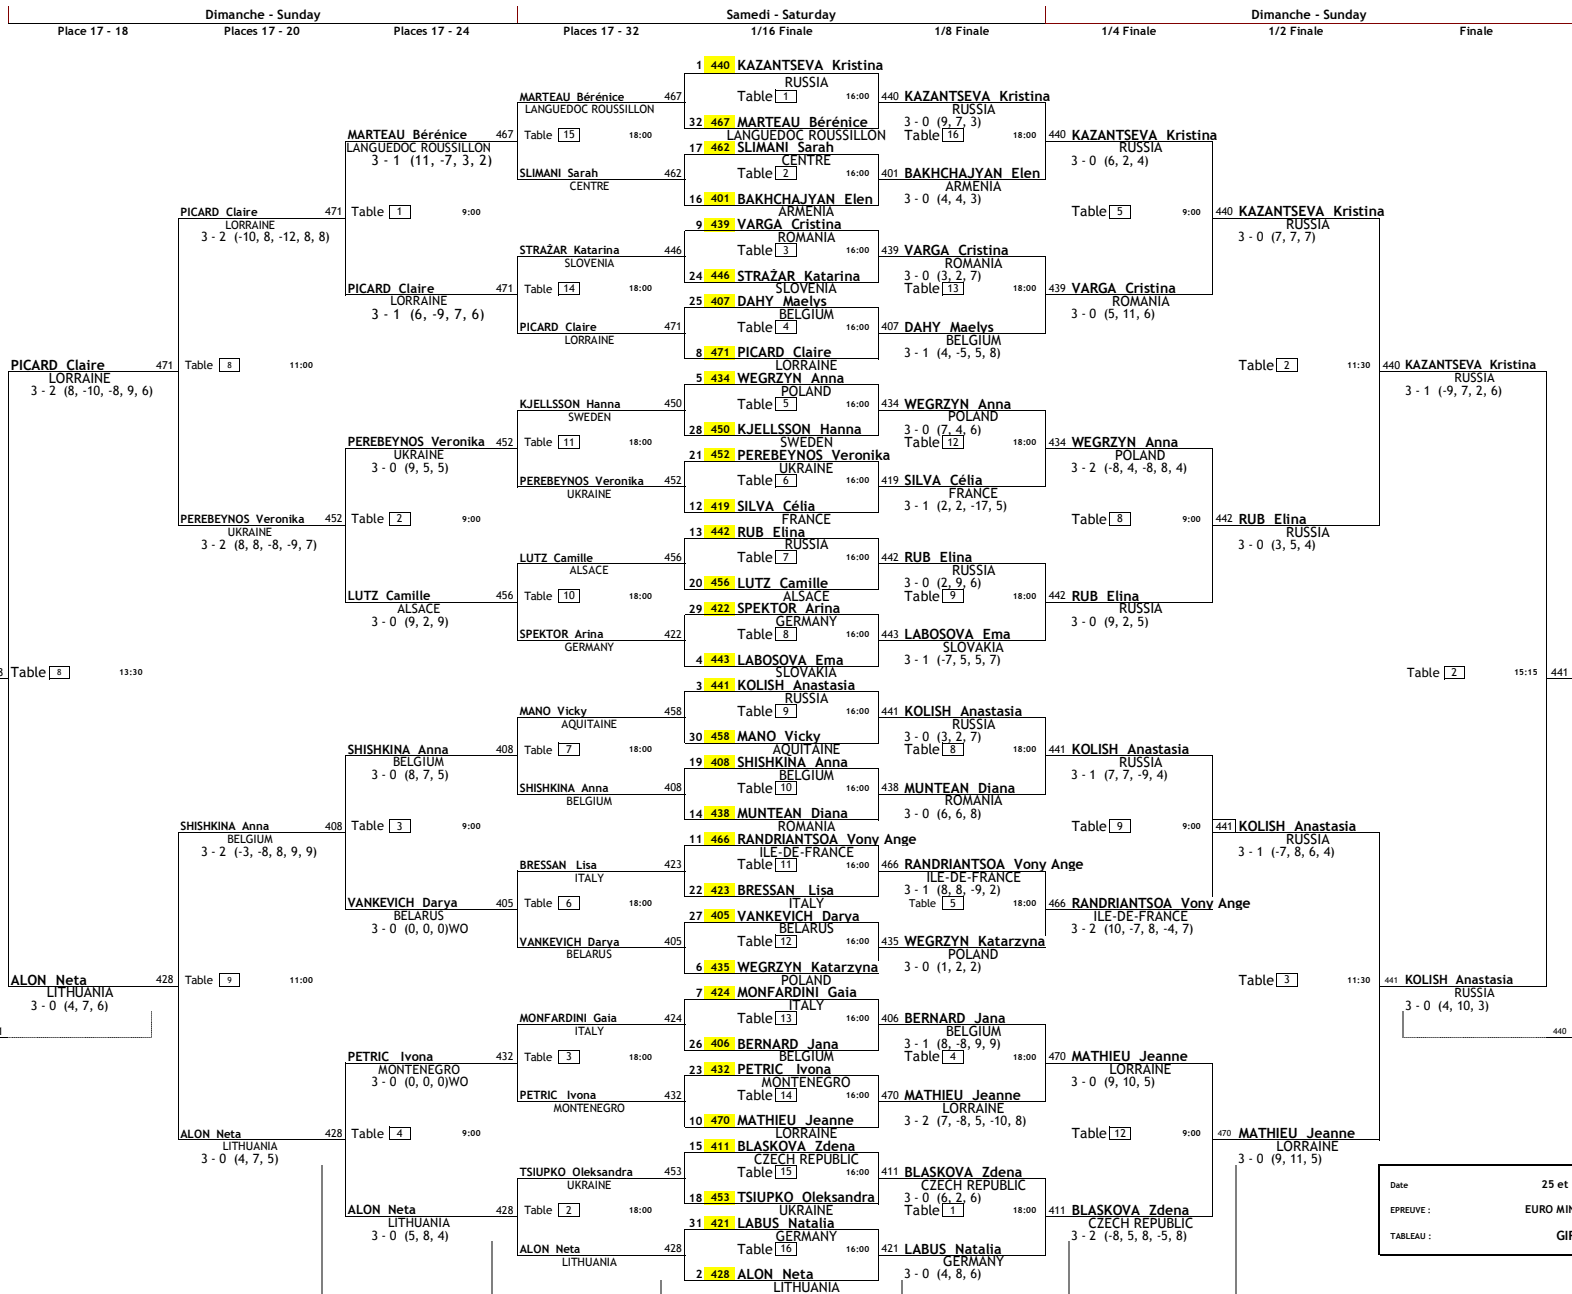 Dimanche - Sunday
Samedi - Saturday
Dimanche - Sunday
Place 17 - 18
Places 17 - 20
Places 17 - 24
Places 17 - 32
1/16 Finale
1/8 Finale
1/4 Finale
1/2 Finale
Finale
PICARD Claire 471
LORRAINE
3 - 2 (8, -10, -8, 9, 6)
Table 8 13:30
ALON Neta 428
LITHUANIA
3 - 0 (4, 7, 6)
PICARD Claire 471
LORRAINE
3 - 2 (-10, 8, -12, 8, 8)
Table 8 11:00
PEREBEYNOS Veronika 452
UKRAINE
3 - 2 (8, 8, -8, -9, 7)
SHISHKINA Anna 408
BELGIUM
3 - 2 (-3, -8, 8, 9, 9)
Table 9 11:00
ALON Neta 428
LITHUANIA
3 - 0 (4, 7, 5)
MARTEAU Bérénice 467
LANGUEDOC ROUSSILLON
3 - 1 (11, -7, 3, 2)
Table 1 9:00
PICARD Claire 471
LORRAINE
3 - 1 (6, -9, 7, 6)
PEREBEYNOS Veronika 452
UKRAINE
3 - 0 (9, 5, 5)
Table 2 9:00
LUTZ Camille 456
ALSACE
3 - 0 (9, 2, 9)
SHISHKINA Anna 408
BELGIUM
3 - 0 (8, 7, 5)
Table 3 9:00
VANKEVICH Darya 405
BELARUS
3 - 0 (0, 0, 0)WO
PETRIC Ivona 432
MONTENEGRO
3 - 0 (0, 0, 0)WO
Table 4 9:00
ALON Neta 428
LITHUANIA
3 - 0 (5, 8, 4)
MARTEAU Bérénice 467
LANGUEDOC ROUSSILLON
Table 15 18:00
SLIMANI Sarah 462
CENTRE
STRAŽAR Katarina 446
SLOVENIA
Table 14 18:00
PICARD Claire 471
LORRAINE
KJELLSSON Hanna 450
SWEDEN
Table 11 18:00
PEREBEYNOS Veronika 452
UKRAINE
LUTZ Camille 456
ALSACE
Table 10 18:00
SPEKTOR Arina 422
GERMANY
MANO Vicky 458
AQUITAINE
Table 7 18:00
SHISHKINA Anna 408
BELGIUM
BRESSAN Lisa 423
ITALY
Table 6 18:00
VANKEVICH Darya 405
BELARUS
MONFARDINI Gaia 424
ITALY
Table 3 18:00
PETRIC Ivona 432
MONTENEGRO
TSIUPKO Oleksandra 453
UKRAINE
Table 2 18:00
ALON Neta 428
LITHUANIA
1 440 KAZANTSEVA Kristina
RUSSIA
Table 1 16:00
32 467 MARTEAU Bérénice
LANGUEDOC ROUSSILLON
17 462 SLIMANI Sarah
CENTRE
Table 2 16:00
16 401 BAKHCHAJYAN Elen
ARMENIA
9 439 VARGA Cristina
ROMANIA
Table 3 16:00
24 446 STRAŽAR Katarina
SLOVENIA
25 407 DAHY Maelys
BELGIUM
Table 4 16:00
8 471 PICARD Claire
LORRAINE
5 434 WEGRZYN Anna
POLAND
Table 5 16:00
28 450 KJELLSSON Hanna
SWEDEN
21 452 PEREBEYNOS Veronika
UKRAINE
Table 6 16:00
12 419 SILVA Célia
FRANCE
13 442 RUB Elina
RUSSIA
Table 7 16:00
20 456 LUTZ Camille
ALSACE
29 422 SPEKTOR Arina
GERMANY
Table 8 16:00
4 443 LABOSOVA Ema
SLOVAKIA
3 441 KOLISH Anastasia
RUSSIA
Table 9 16:00
30 458 MANO Vicky
AQUITAINE
19 408 SHISHKINA Anna
BELGIUM
Table 10 16:00
14 438 MUNTEAN Diana
ROMANIA
11 466 RANDRIANTSOA Vony Ange
ILE-DE-FRANCE
Table 11 16:00
22 423 BRESSAN Lisa
ITALY
27 405 VANKEVICH Darya
BELARUS
Table 12 16:00
6 435 WEGRZYN Katarzyna
POLAND
7 424 MONFARDINI Gaia
ITALY
Table 13 16:00
26 406 BERNARD Jana
BELGIUM
23 432 PETRIC Ivona
MONTENEGRO
Table 14 16:00
10 470 MATHIEU Jeanne
LORRAINE
15 411 BLASKOVA Zdena
CZECH REPUBLIC
Table 15 16:00
18 453 TSIUPKO Oleksandra
UKRAINE
31 421 LABUS Natalia
GERMANY
Table 16 16:00
2 428 ALON Neta
LITHUANIA
440 KAZANTSEVA Kristina
RUSSIA
3 - 0 (9, 7, 3)
Table 16 18:00
401 BAKHCHAJYAN Elen
ARMENIA
3 - 0 (4, 4, 3)
439 VARGA Cristina
ROMANIA
3 - 0 (3, 2, 7)
Table 13 18:00
407 DAHY Maelys
BELGIUM
3 - 1 (4, -5, 5, 8)
434 WEGRZYN Anna
POLAND
3 - 0 (7, 4, 6)
Table 12 18:00
419 SILVA Célia
FRANCE
3 - 1 (2, 2, -17, 5)
442 RUB Elina
RUSSIA
3 - 0 (2, 9, 6)
Table 9 18:00
443 LABOSOVA Ema
SLOVAKIA
3 - 1 (-7, 5, 5, 7)
441 KOLISH Anastasia
RUSSIA
3 - 0 (3, 2, 7)
Table 8 18:00
438 MUNTEAN Diana
ROMANIA
3 - 0 (6, 6, 8)
466 RANDRIANTSOA Vony Ange
ILE-DE-FRANCE
3 - 1 (8, 8, -9, 2)
Table 5 18:00
435 WEGRZYN Katarzyna
POLAND
3 - 0 (1, 2, 2)
406 BERNARD Jana
BELGIUM
3 - 1 (8, -8, 9, 9)
Table 4 18:00
470 MATHIEU Jeanne
LORRAINE
3 - 2 (7, -8, 5, -10, 8)
411 BLASKOVA Zdena
CZECH REPUBLIC
3 - 0 (6, 2, 6)
Table 1 18:00
421 LABUS Natalia
GERMANY
3 - 0 (4, 8, 6)
440 KAZANTSEVA Kristina
RUSSIA
3 - 0 (6, 2, 4)
Table 5 9:00
439 VARGA Cristina
ROMANIA
3 - 0 (5, 11, 6)
434 WEGRZYN Anna
POLAND
3 - 2 (-8, 4, -8, 8, 4)
Table 8 9:00
442 RUB Elina
RUSSIA
3 - 0 (9, 2, 5)
441 KOLISH Anastasia
RUSSIA
3 - 1 (7, 7, -9, 4)
Table 9 9:00
466 RANDRIANTSOA Vony Ange
ILE-DE-FRANCE
3 - 2 (10, -7, 8, -4, 7)
470 MATHIEU Jeanne
LORRAINE
3 - 0 (9, 10, 5)
Table 12 9:00
411 BLASKOVA Zdena
CZECH REPUBLIC
3 - 2 (-8, 5, 8, -5, 8)
440 KAZANTSEVA Kristina
RUSSIA
3 - 0 (7, 7, 7)
Table 2 11:30
442 RUB Elina
RUSSIA
3 - 0 (3, 5, 4)
441 KOLISH Anastasia
RUSSIA
3 - 1 (-7, 8, 6, 4)
Table 3 11:30
470 MATHIEU Jeanne
LORRAINE
3 - 0 (9, 11, 5)
440 KAZANTSEVA Kristina
RUSSIA
3 - 1 (-9, 7, 2, 6)
Table 2 15:15 441
441 KOLISH Anastasia
RUSSIA
3 - 0 (4, 10, 3)
440
Date 25 et
EPREUVE : EURO MIN
TABLEAU :